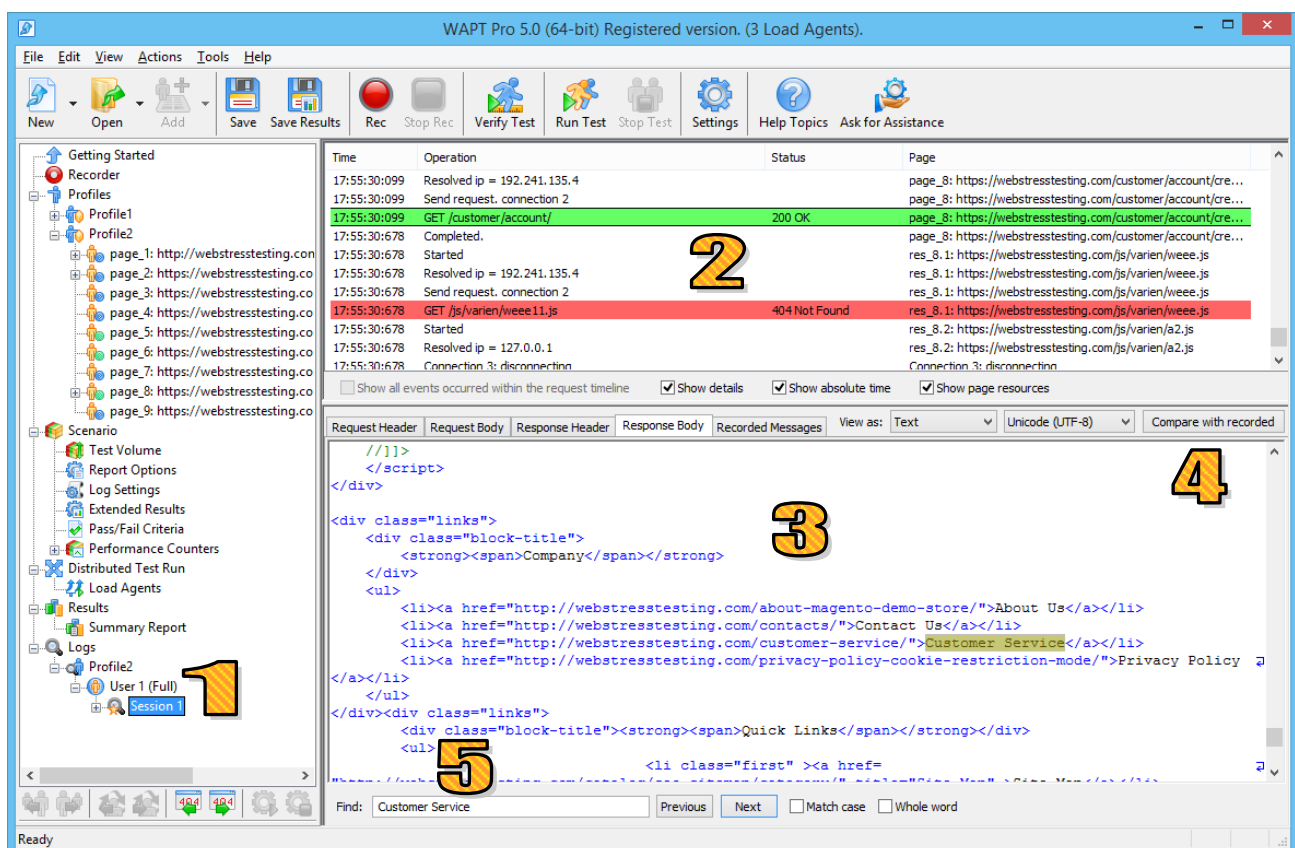 WAPT Pro 5.0 (64-bit) Registered version. (3 Load Agents).
File Edit View Actions Tools Help
New Open Add Save Save Results Rec Stop Rec Verify Test Run Test Stop Test Settings Help Topics Ask for Assistance
Getting Started
Recorder
Profiles
Profile1
Profile2
page_1: http://webstresstesting.con
page_2: https://webstresstesting.co
page_3: https://webstresstesting.co
page_4: https://webstresstesting.co
page_5: https://webstresstesting.co
page_6: https://webstresstesting.co
page_7: https://webstresstesting.co
page_8: https://webstresstesting.co
page_9: https://webstresstesting.co
Scenario
Test Volume
Report Options
Log Settings
Extended Results
Pass/Fail Criteria
Performance Counters
Distributed Test Run
Load Agents
Results
Summary Report
Logs
Profile2
User 1 (Full)
Session 1
1
404 404
Ready
Time Operation Status Page
17:55:30:099 Resolved ip = 192.241.135.4 page_8: https://webstresstesting.com/customer/account/cre...
17:55:30:099 Send request. connection 2 page_8: https://webstresstesting.com/customer/account/cre...
17:55:30:099 GET /customer/account/ 200 OK page_8: https://webstresstesting.com/customer/account/cre...
17:55:30:678 Completed. page_8: https://webstresstesting.com/customer/account/cre...
17:55:30:678 Started res_8.1: https://webstresstesting.com/js/varien/weee.js
17:55:30:678 Resolved ip = 192.241.135.4 res_8.1: https://webstresstesting.com/js/varien/weee.js
17:55:30:678 Send request. connection 2 res_8.1: https://webstresstesting.com/js/varien/weee.js
17:55:30:678 GET /js/varien/weee11.js 404 Not Found res_8.1: https://webstresstesting.com/js/varien/weee.js
17:55:30:678 Started res_8.2: https://webstresstesting.com/js/varien/a2.js
17:55:30:678 Resolved ip = 127.0.0.1 res_8.2: https://webstresstesting.com/js/varien/a2.js
17:55:30:678 Connection 3: disconnecting Connection 3: disconnecting
2
Show all events occurred within the request timeline Show details Show absolute time Show page resources
Request Header Request Body Response Header Response Body Recorded Messages View as: Text Unicode (UTF-8) Compare with recorded
4
//]]>
</script>
</div>
3
<div class="links">
<div class="block-title">
<strong><span>Company</span></strong>
</div>
<ul>
<li><a href="http://webstresstesting.com/about-magento-demo-store/">About Us</a></li>
<li><a href="http://webstresstesting.com/contacts/">Contact Us</a></li>
<li><a href="http://webstresstesting.com/customer-service/">Customer Service</a></li>
<li><a href="http://webstresstesting.com/privacy-policy-cookie-restriction-mode/">Privacy Policy
</a></li>
</ul>
</div><div class="links">
<div class="block-title"><strong><span>Quick Links</span></strong></div>
<ul>
<li class="first" ><a href=
5
Find: Customer Service Previous Next Match case Whole word